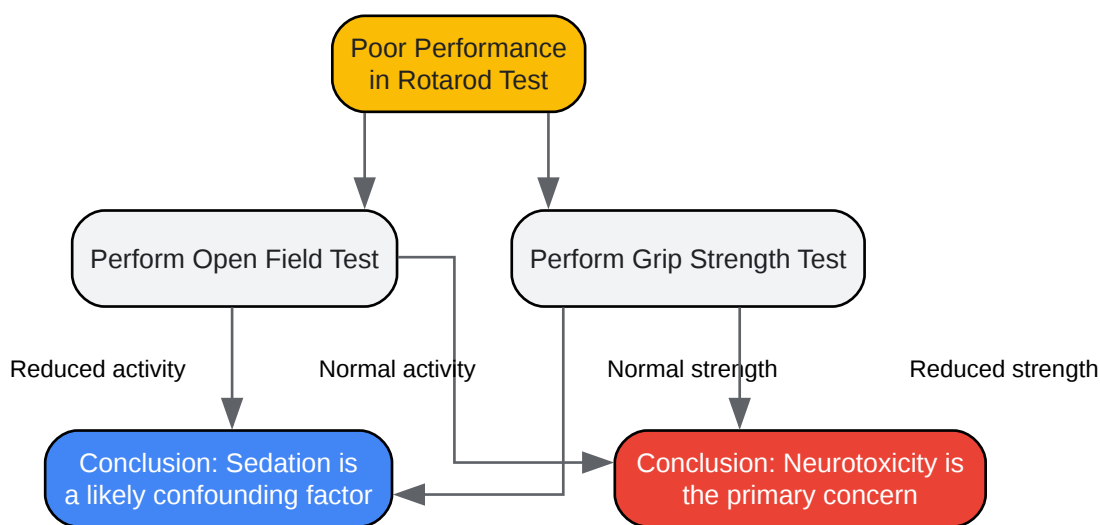 Poor Performance
in Rotarod Test
Perform Open Field Test
Perform Grip Strength Test
Reduced activity
Normal activity
Normal strength
Reduced strength
Conclusion: Sedation is
a likely confounding factor
Conclusion: Neurotoxicity is
the primary concern